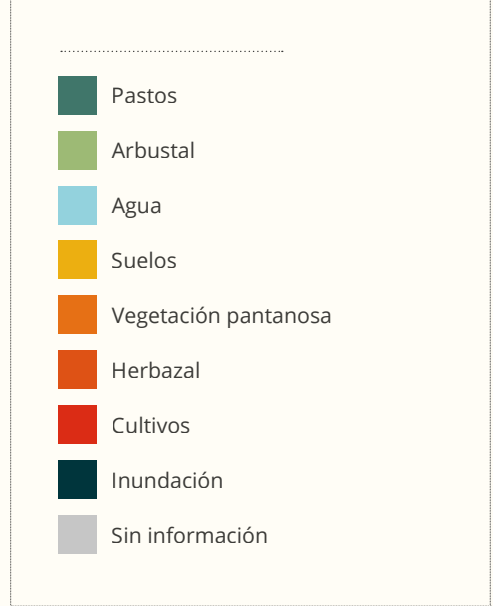 Pastos
Arbustal
Agua
Suelos
Vegetación pantanosa
Herbazal
Cultivos
Inundación
Sin información